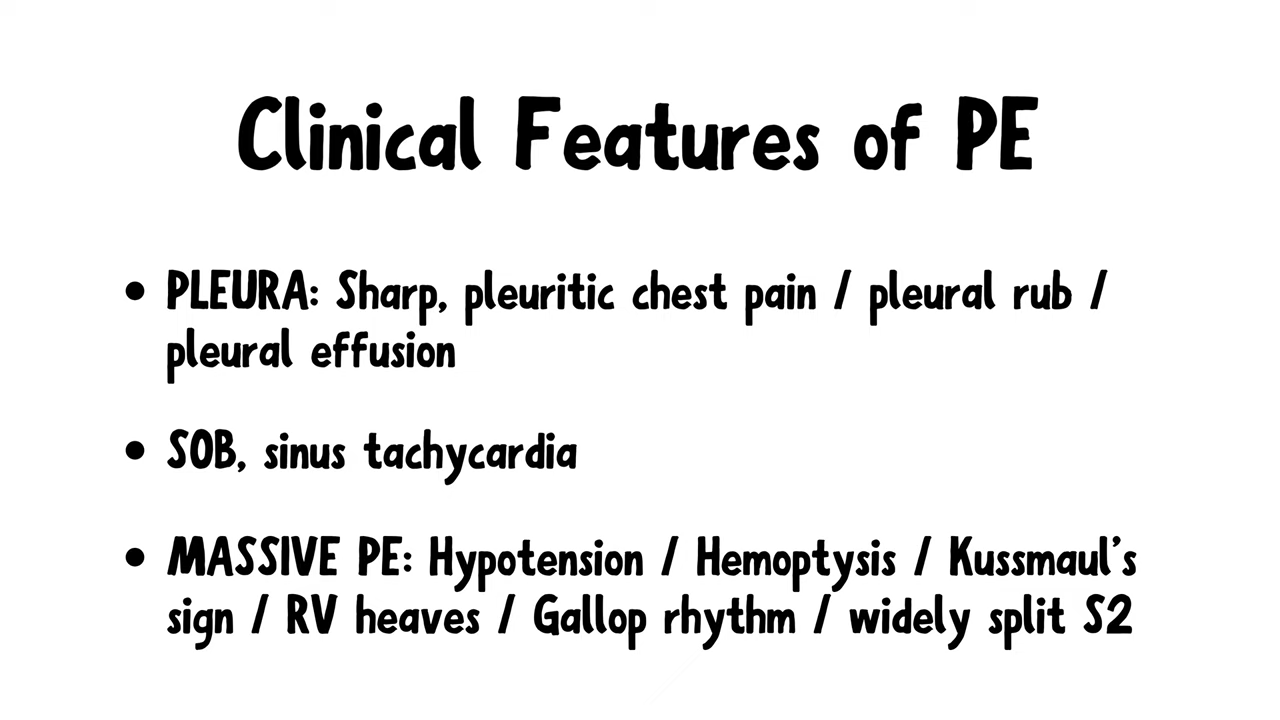 Clinical Features of PE
• PLEURA: Sharp, pleuritic chest pain / pleural rub /
pleural effusion
• SOB, sinus tachycardia
• MASSIVE PE: Hypotension / Hemoptysis / Kussmaul's
sign / RV heaves / Gallop rhythm / widely split S2